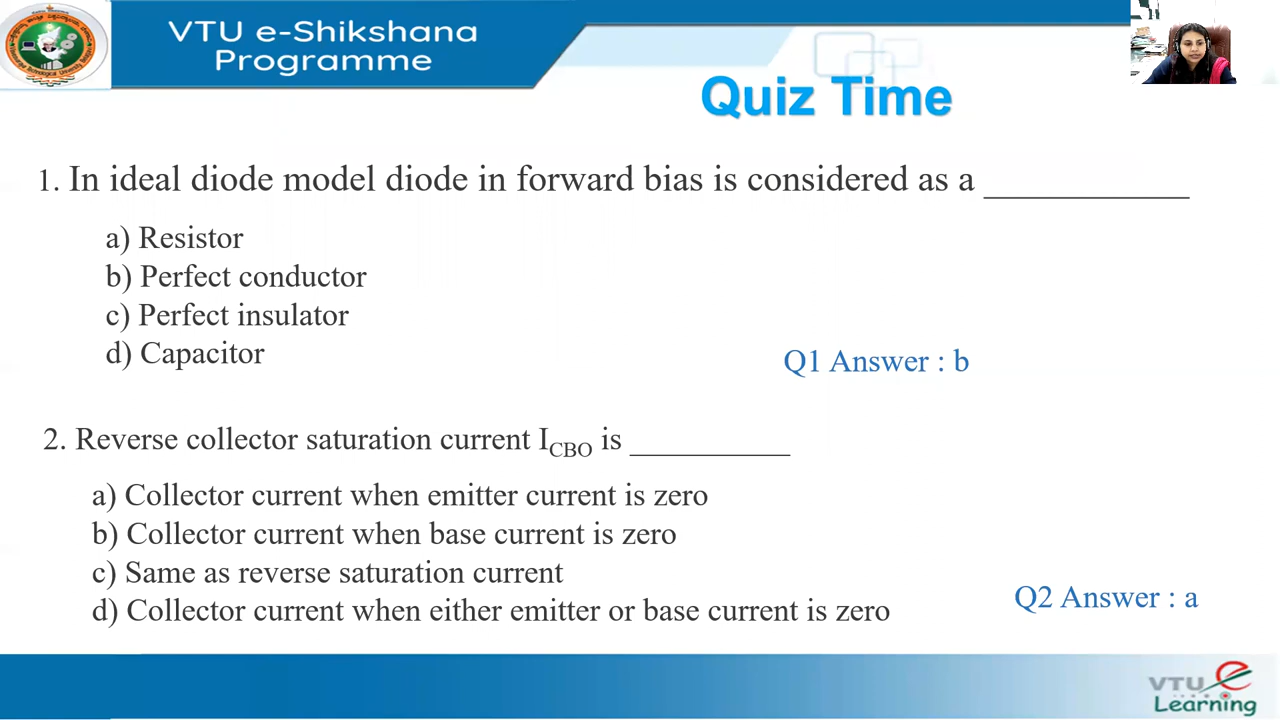 VTU e-Shikshana
Programme
Quiz Time
1. In ideal diode model diode in forward bias is considered as a ____________
a) Resistor
b) Perfect conductor
c) Perfect insulator
d) Capacitor
Q1 Answer : b
2. Reverse collector saturation current ICBO is __________
a) Collector current when emitter current is zero
b) Collector current when base current is zero
c) Same as reverse saturation current
d) Collector current when either emitter or base current is zero
Q2 Answer : a
VTU e
Learning